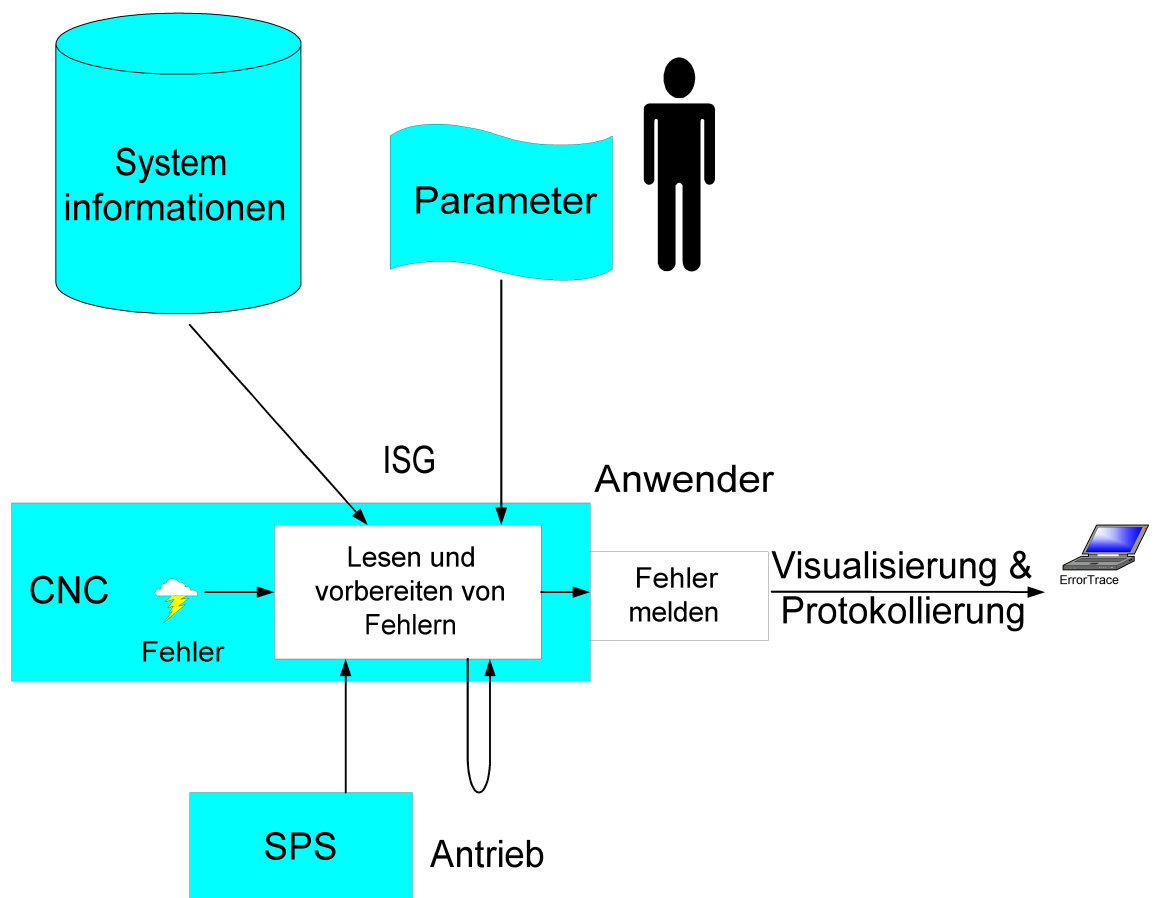 System
informationen
Parameter
ISG
Anwender
CNC
Fehler
Lesen und
vorbereiten von
Fehlern
Fehler
melden
Visualisierung &
Protokollierung
ErrorTrace
SPS
Antrieb